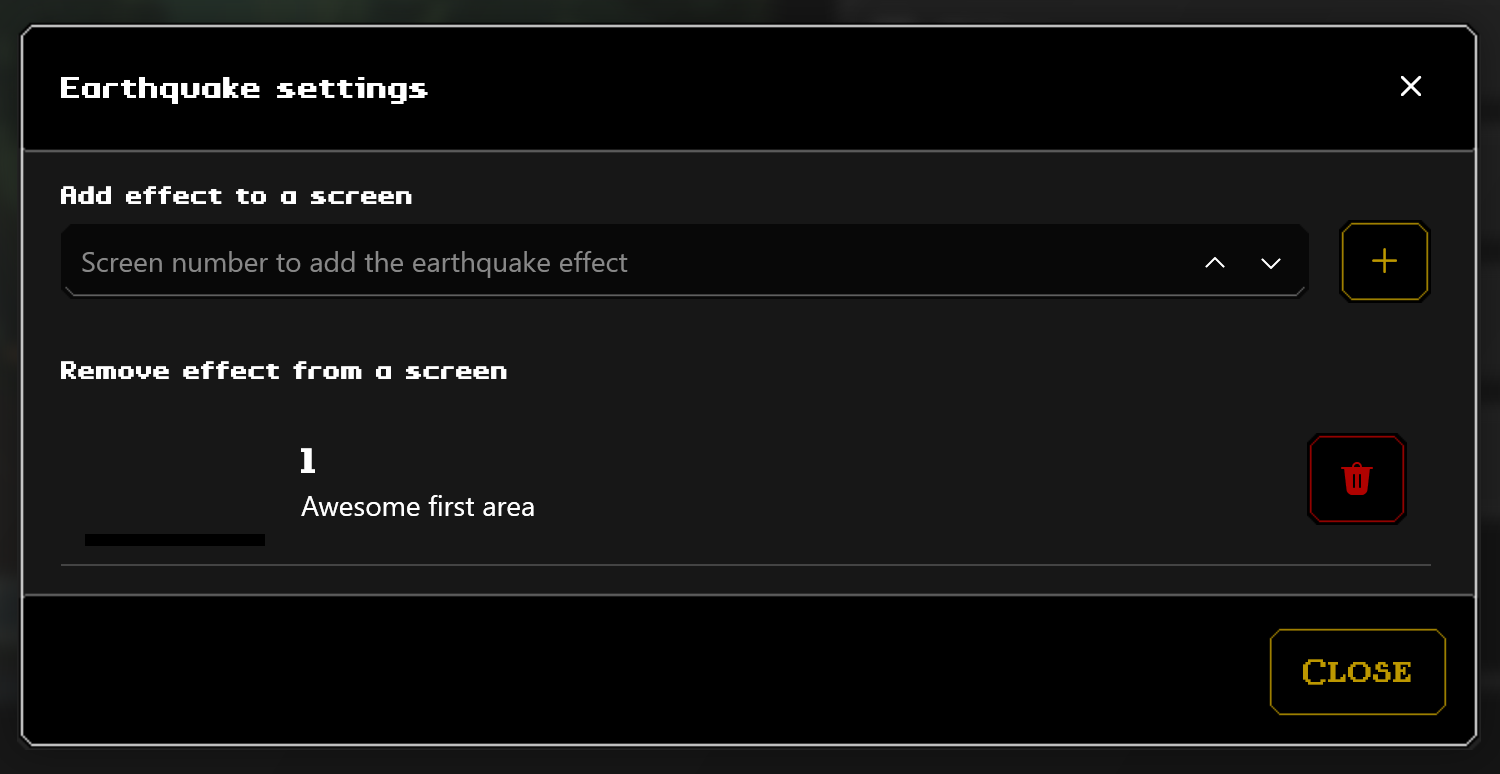 Earthquake settings
Add effect to a screen
Screen number to add the earthquake effect
Remove effect from a screen
1
Awesome first area
CLOSE